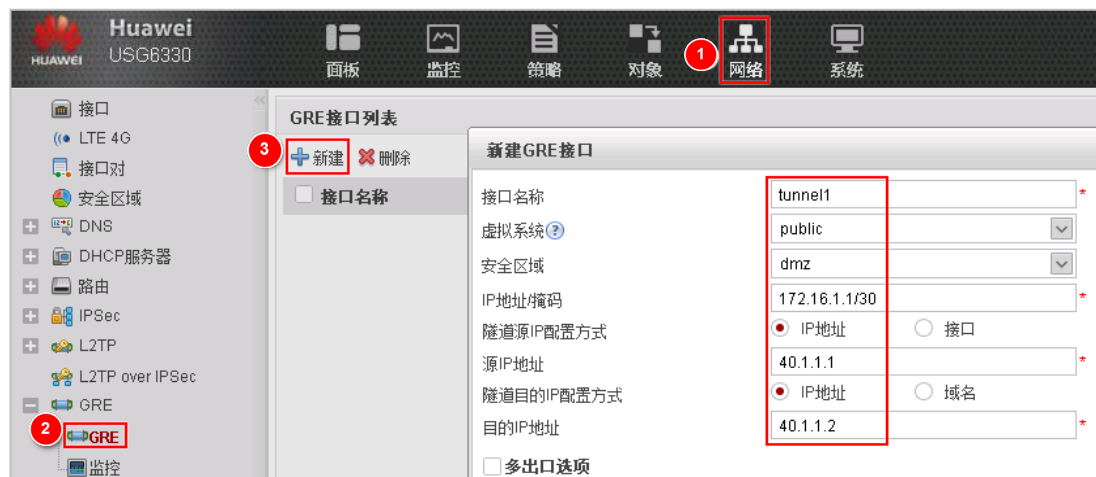 HUAWEI
Huawei
USG6330
面板
监控
策略
对象
1
网络
系统
接口
LTE 4G
接口对
安全区域
DNS
DHCP服务器
路由
IPSec
L2TP
L2TP over IPSec
GRE
2
GRE
监控
GRE接口列表
3
新建 删除
接口名称
新建GRE接口
接口名称 tunnel1 *
虚拟系统 ? public
安全区域 dmz
IP地址/掩码 172.16.1.1/30 *
隧道源IP配置方式 IP地址 接口
源IP地址 40.1.1.1 *
隧道目的IP配置方式 IP地址 域名
目的IP地址 40.1.1.2 *
多出口选项